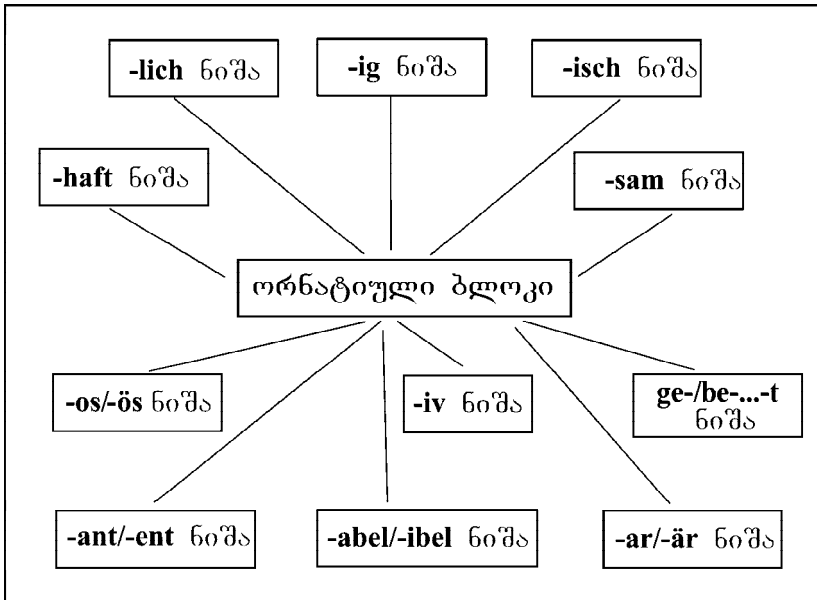 -lich ნიშა
-ig ნიშა
-isch ნიშა
-haft ნიშა
-sam ნიშა
ორნატიული ბლოკი
-os/-ös ნიშა
-iv ნიშა
ge-/be-...-t
ნიშა
-ant/-ent ნიშა
-abel/-ibel ნიშა
-ar/-är ნიშა